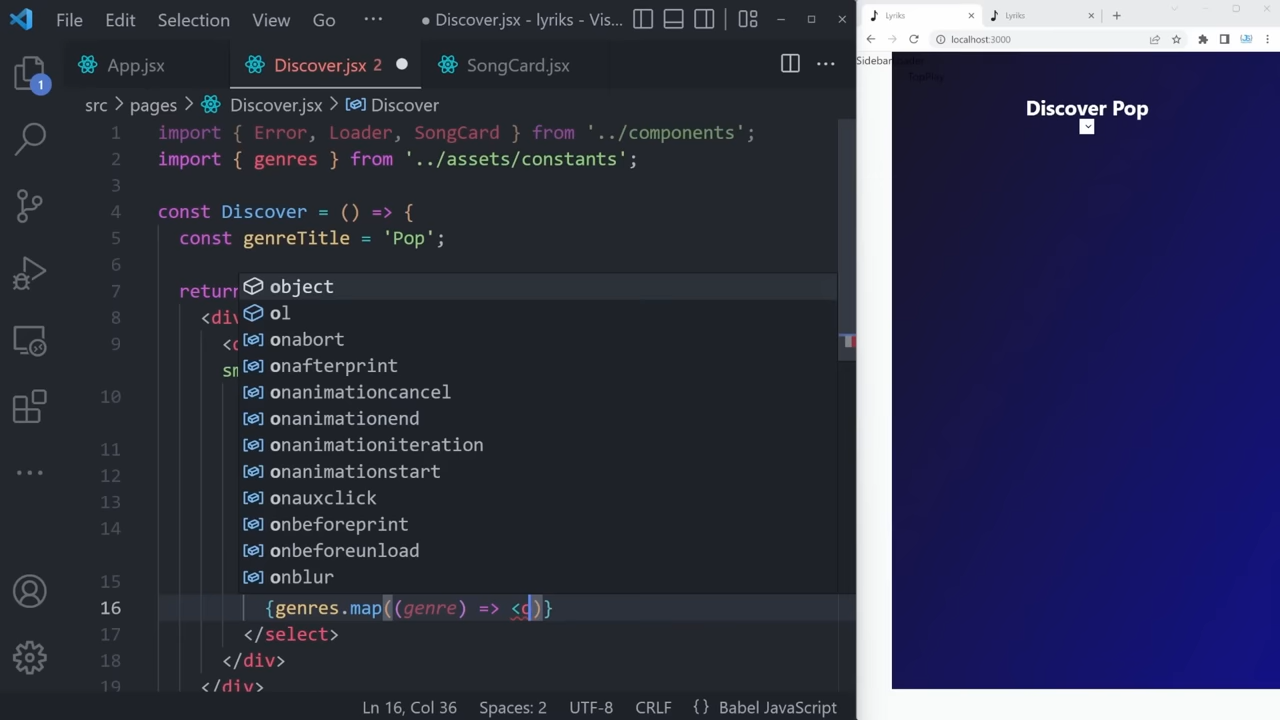 File Edit Selection View Go ··· ● Discover.jsx - lyriks - Vis...
App.jsx Discover.jsx 2 SongCard.jsx
src > pages > Discover.jsx > Discover
1 import { Error, Loader, SongCard } from '../components';
2 import { genres } from '../assets/constants';
3
4 const Discover = () => {
5 const genreTitle = 'Pop';
6
7 return
8 <div
9 <d
sm
10
11
12
13
14
15
16 {genres.map((genre) => <o)}
17 </select>
18 </div>
19 </div>
object
ol
onabort
onafterprint
onanimationcancel
onanimationend
onanimationiteration
onanimationstart
onauxclick
onbeforeprint
onbeforeunload
onblur
1
Ln 16, Col 36 Spaces: 2 UTF-8 CRLF {} Babel JavaScript
Lyriks Lyriks
localhost:3000
Discover Pop